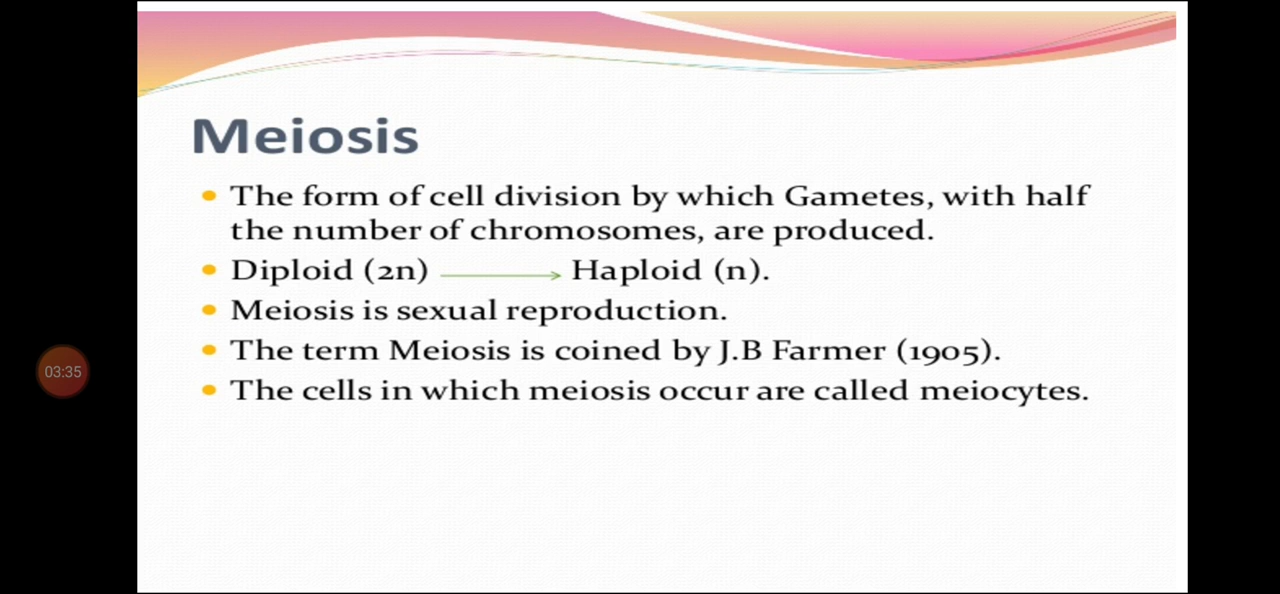 Meiosis
The form of cell division by which Gametes, with half
the number of chromosomes, are produced.
Diploid (2n) ⟶ Haploid (n).
Meiosis is sexual reproduction.
The term Meiosis is coined by J.B Farmer (1905).
The cells in which meiosis occur are called meiocytes.
03:35